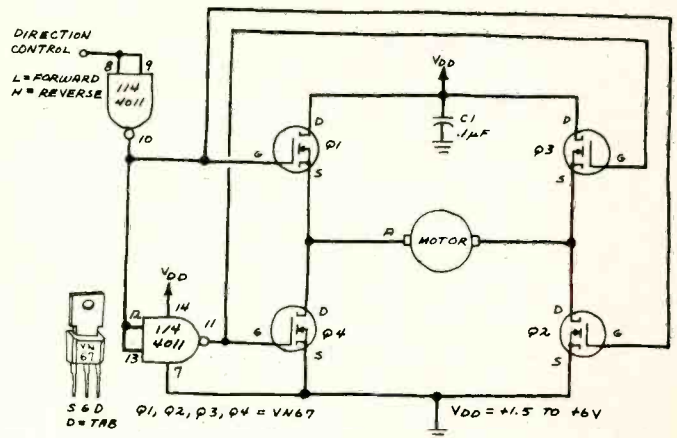 DIRECTION
CONTROL
8 9
L=FORWARD
H=REVERSE
1/4
4011
10
VDD
D
C1
.1µF
D
G
Q1
S
Q3
G
S
A
MOTOR
VDD
14
12
1/4
4011
11
13
7
G
D
Q4
S
D
Q2
G
S
VN
67
S G D
D=TAB
Q1, Q2, Q3, Q4 = VN67
VDD = +1.5 TO +6V